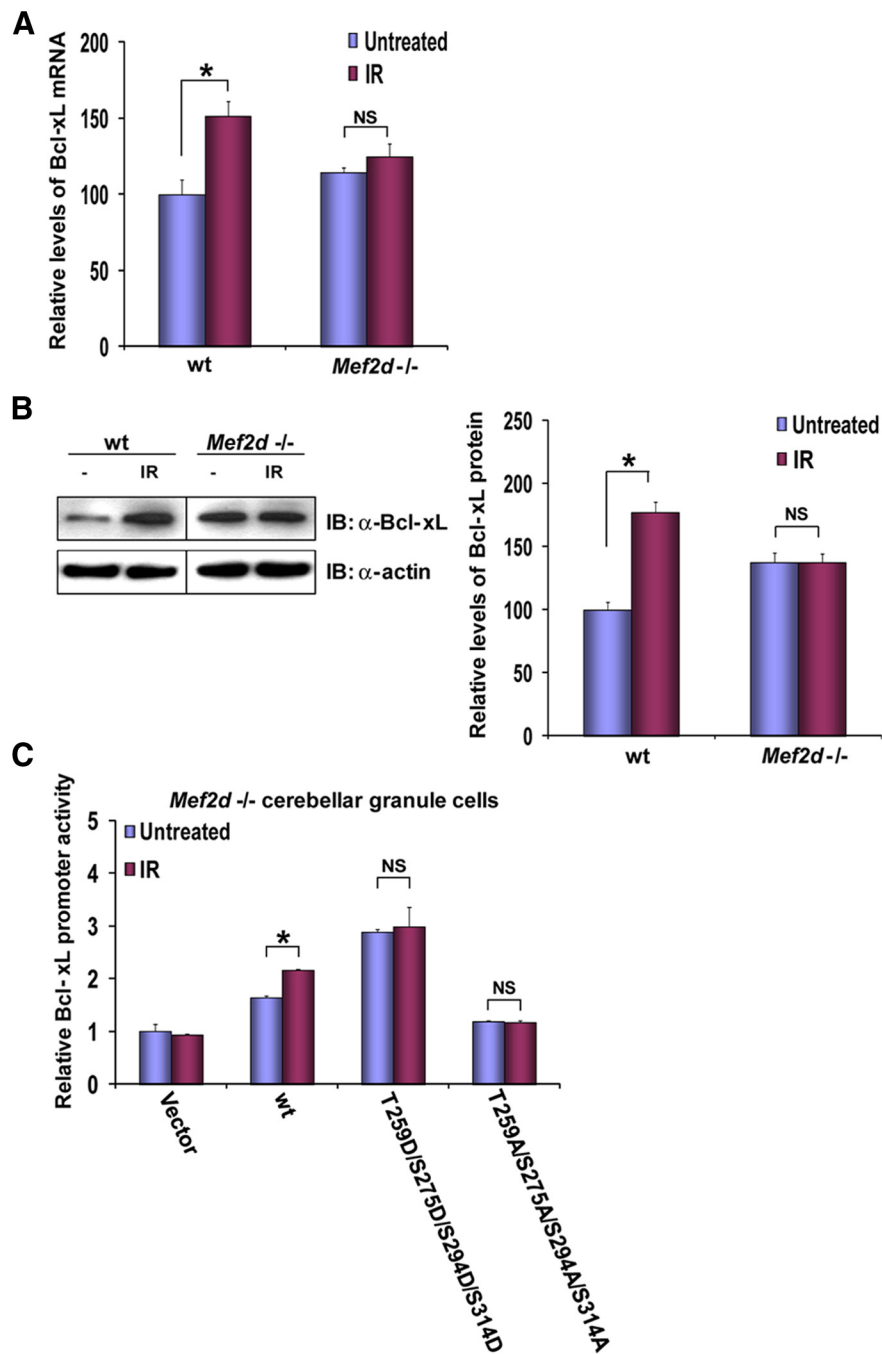 A
Relative levels of Bcl-xL mRNA
200
150
100
50
0
Untreated
IR
*
NS
wt
Mef2d-/-
B
wt
Mef2d -/-
-
IR
-
IR
IB: α-Bcl-xL
IB: α-actin
Relative levels of Bcl-xL protein
250
200
150
100
50
0
Untreated
IR
*
NS
wt
Mef2d-/-
C
Mef2d -/- cerebellar granule cells
Relative Bcl-xL promoter activity
5
4
3
2
1
0
Untreated
IR
*
NS
NS
Vector
wt
T259D/S275D/S294D/S314D
T259A/S275A/S294A/S314A